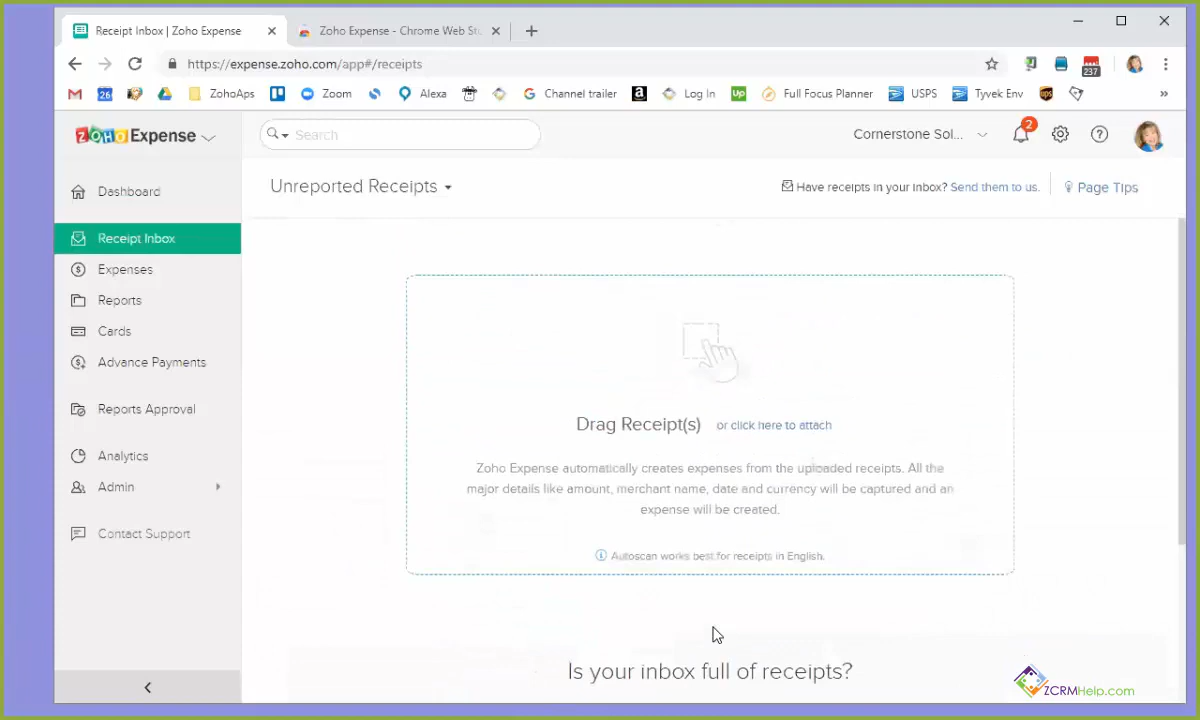 Receipt Inbox | Zoho Expense
Zoho Expense - Chrome Web St
https://expense.zoho.com/app#/receipts
237
26
ZohoAps
Zoom
Alexa
G
Channel trailer
a
Log In
Up
Full Focus Planner
USPS
Tyvek Env
ups
»
ZOHO Expense
Search
Cornerstone Sol...
2
Dashboard
Receipt Inbox
Expenses
Reports
Cards
Advance Payments
Reports Approval
Analytics
Admin
Contact Support
Unreported Receipts
Have receipts in your inbox? Send them to us.
Page Tips
Drag Receipt(s) or click here to attach
Zoho Expense automatically creates expenses from the uploaded receipts. All the
major details like amount, merchant name, date and currency will be captured and an
expense will be created.
Autoscan works best for receipts in English.
Is your inbox full of receipts?
ZCRMHelp.com